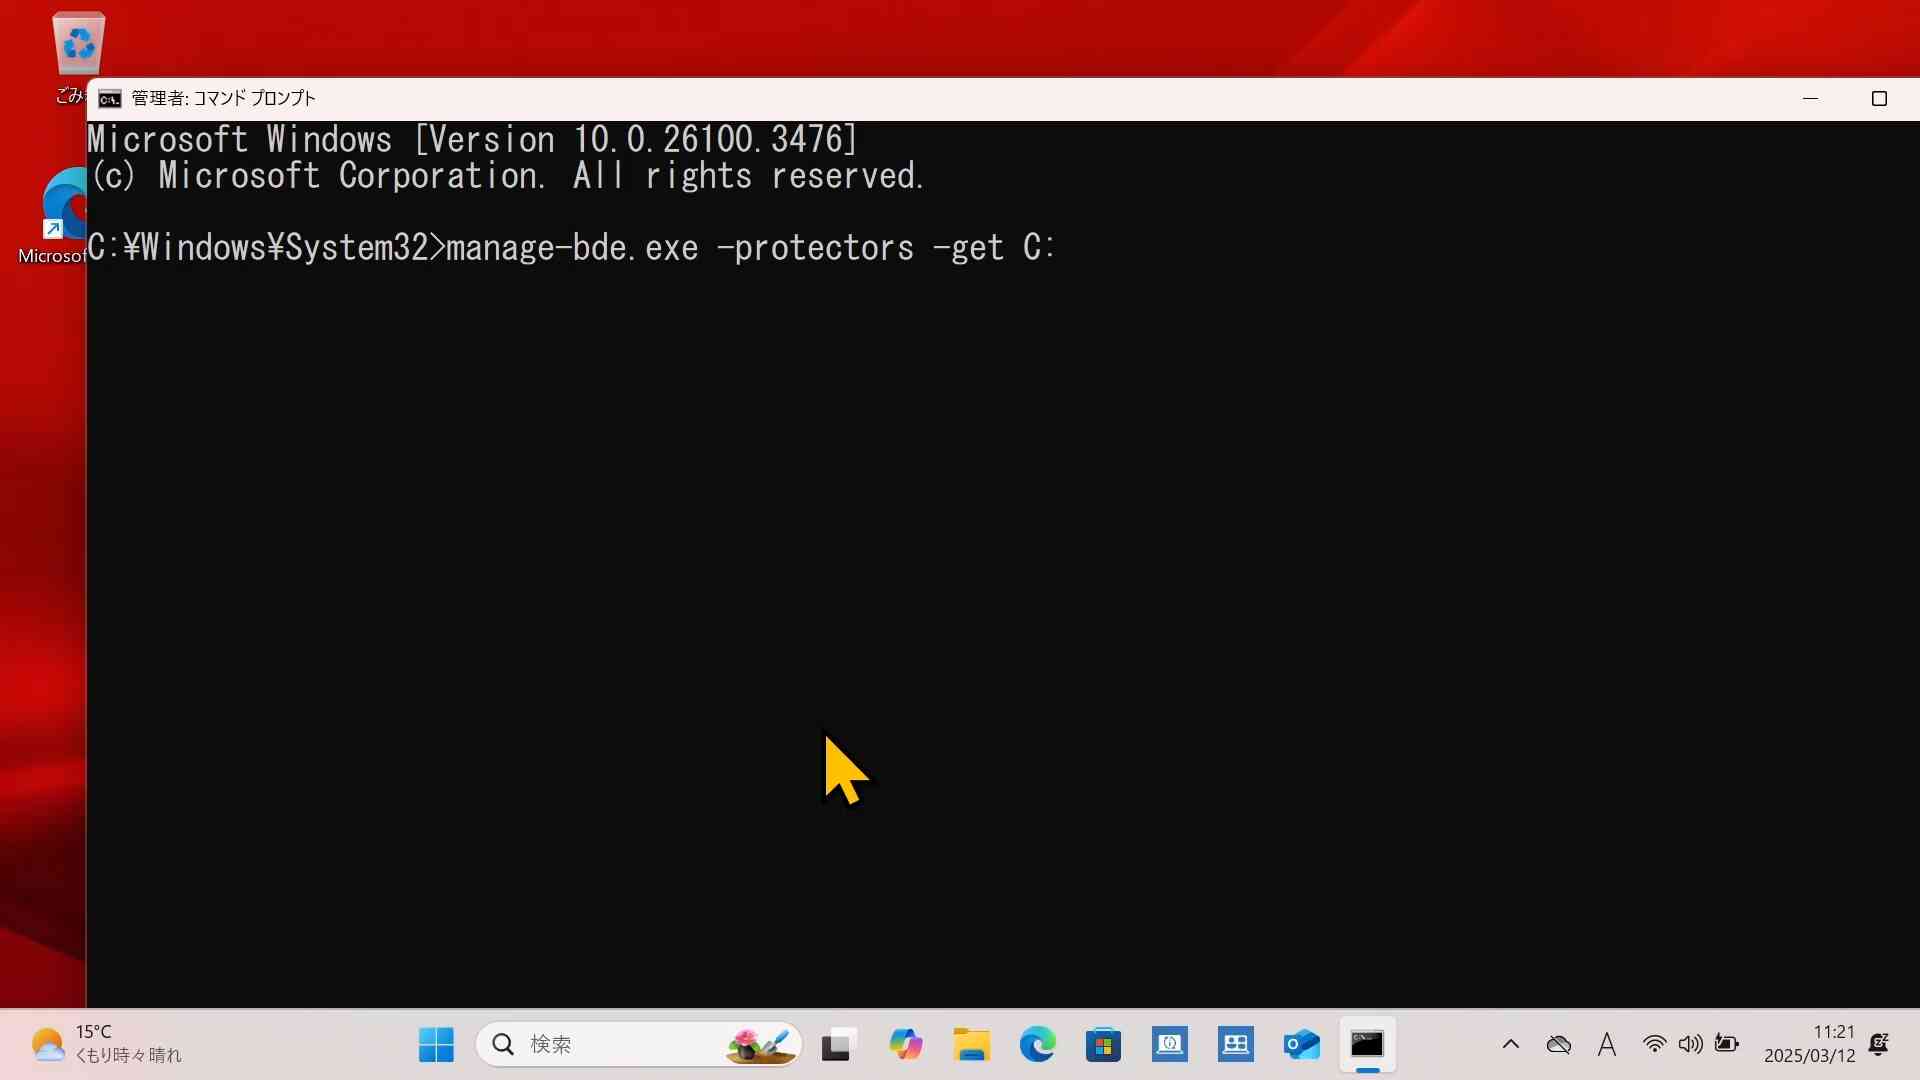 ごみ
管理者: コマンド プロンプト
Microsoft Windows [Version 10.0.26100.3476]
(c) Microsoft Corporation. All rights reserved.
Microsof
C:¥Windows¥System32>manage-bde.exe -protectors -get C:
15°C
くもり時々晴れ
検索
A
11:21
2025/03/12